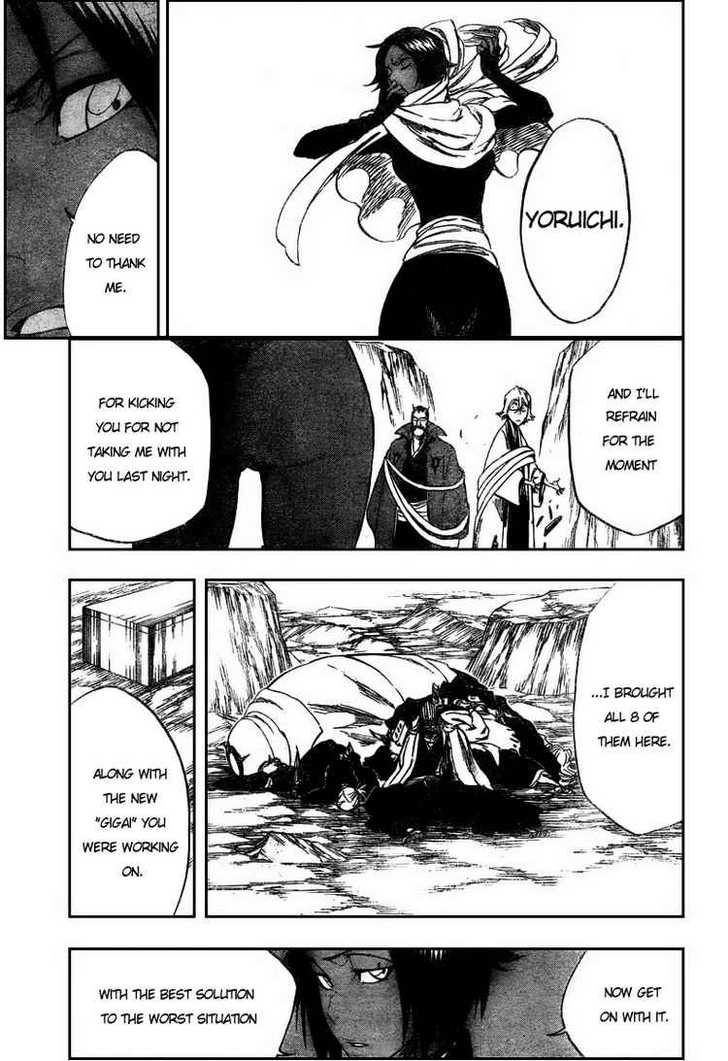 YORUICHI.
NO NEED
TO THANK
ME.
AND I'LL
REFRAIN
FOR THE
MOMENT
FOR KICKING
YOU FOR NOT
TAKING ME WITH
YOU LAST NIGHT.
...I BROUGHT
ALL 8 OF
THEM HERE.
ALONG WITH
THE NEW
"GIGAI" YOU
WERE WORKING
ON.
NOW GET
ON WITH IT.
WITH THE BEST SOLUTION
TO THE WORST SITUATION